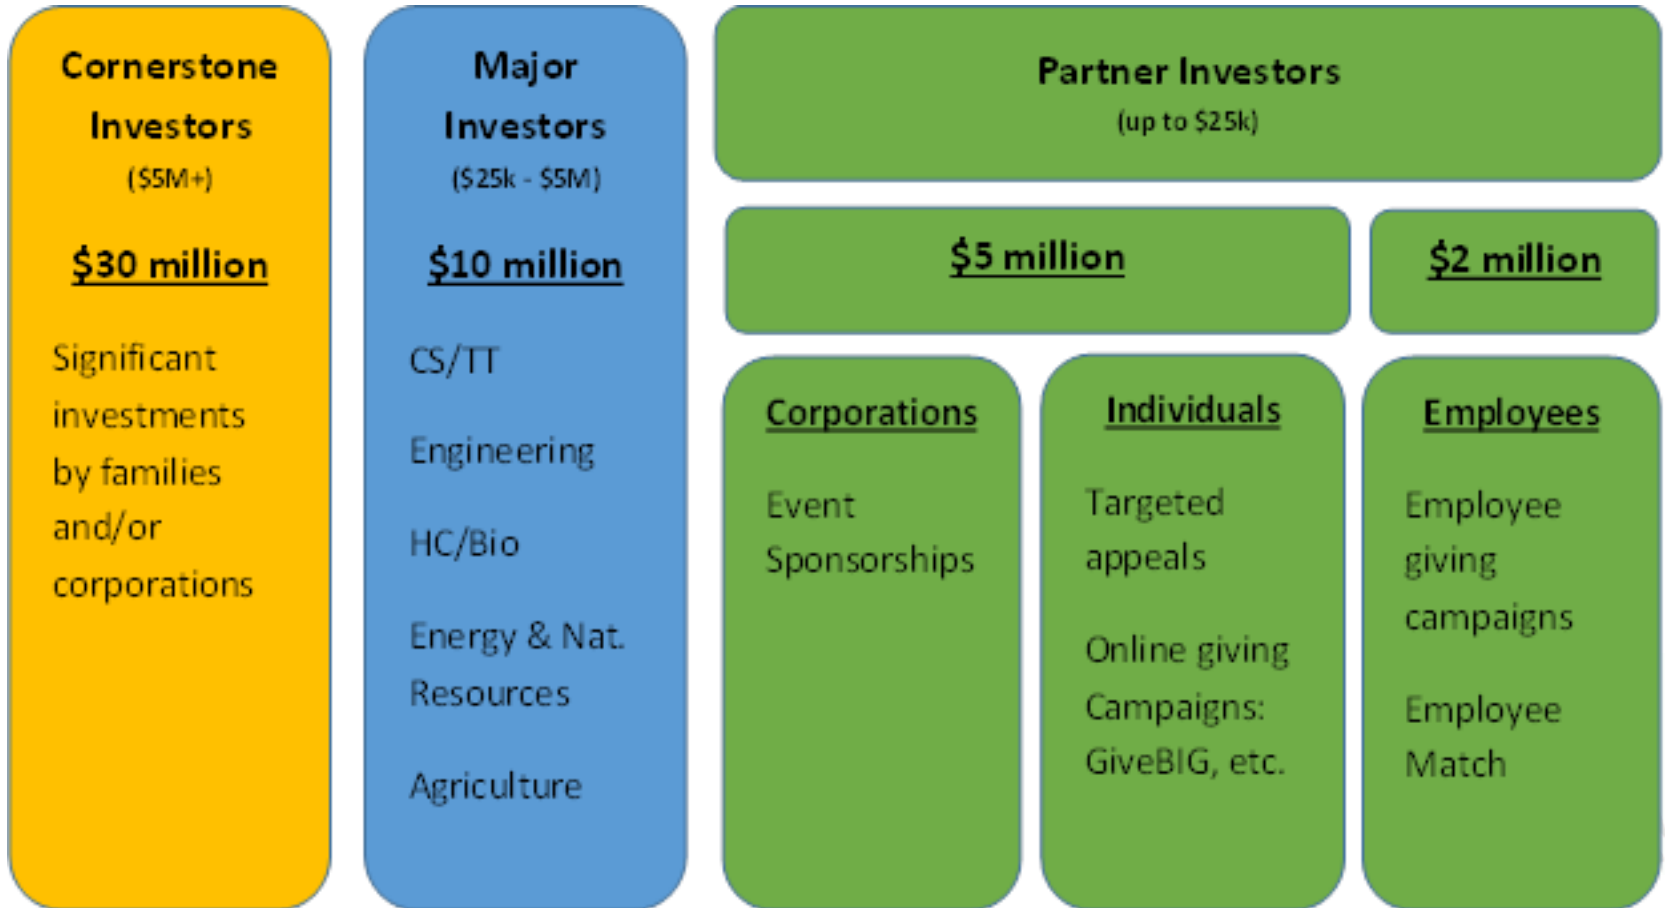 Cornerstone
Investors
($5M+)
$30 million
Significant
investments
by families
and/or
corporations
Major
Investors
($25k - $5M)
$10 million
CS/TT
Engineering
HC/Bio
Energy & Nat.
Resources
Agriculture
Partner Investors
(up to $25k)
$5 million
$2 million
Corporations
Event
Sponsorships
Individuals
Targeted
appeals
Online giving
Campaigns:
GiveBIG, etc.
Employees
Employee
giving
campaigns
Employee
Match